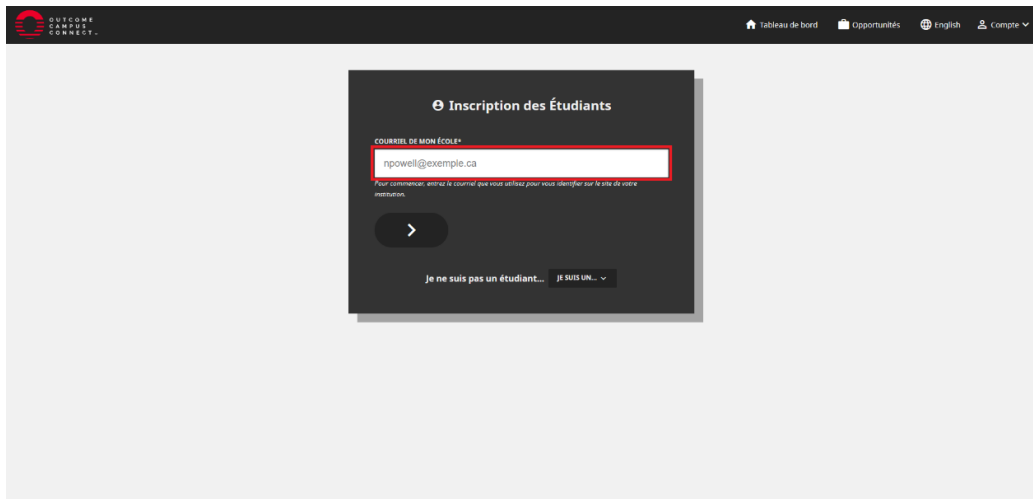 OUTCOME
CAMPUS
CONNECT™
Tableau de bord
Opportunités
English
Compte
Inscription des Étudiants
COURRIEL DE MON ÉCOLE*
npowell@exemple.ca
Pour commencer, entrez le courriel que vous utilisez pour vous identifier sur le site de votre
institution.
Je ne suis pas un étudiant...
JE SUIS UN...